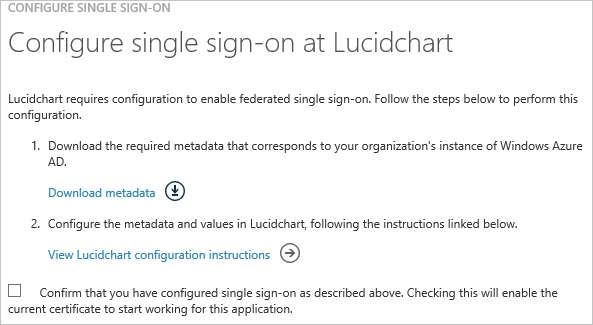 CONFIGURE SINGLE SIGN-ON
Configure single sign-on at Lucidchart
Lucidchart requires configuration to enable federated single sign-on. Follow the steps below to perform this
configuration.
1. Download the required metadata that corresponds to your organization's instance of Windows Azure
AD.
Download metadata
2. Configure the metadata and values in Lucidchart, following the instructions linked below.
View Lucidchart configuration instructions
Confirm that you have configured single sign-on as described above. Checking this will enable the
current certificate to start working for this application.